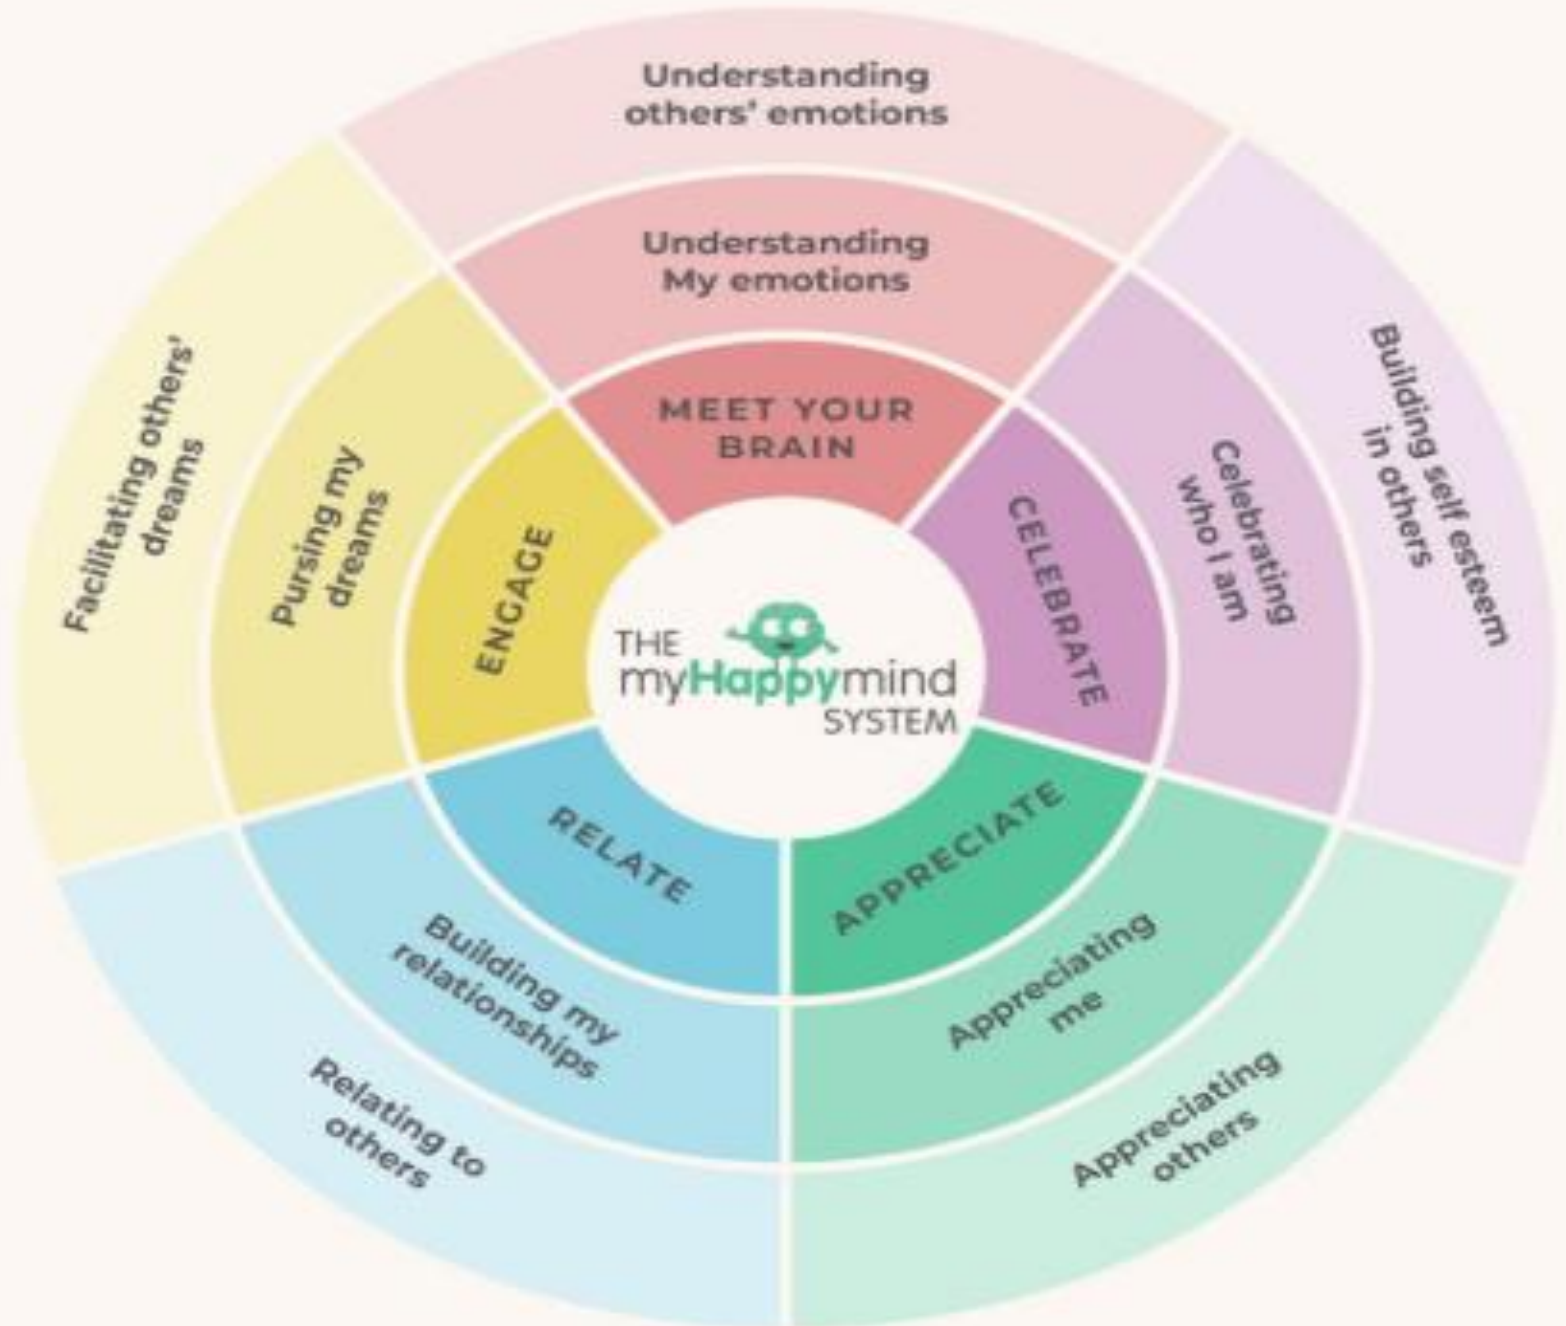 Understanding
others' emotions
Understanding
My emotions
MEET YOUR
BRAIN
Building self esteem
in others
Celebrating
who I am
CELEBRATE
Appreciating
others
Appreciating
me
APPRECIATE
Relating to
others
Building my
relationships
RELATE
Facilitating others'
dreams
Pursing my
dreams
ENGAGE
THE
myHappymind
SYSTEM